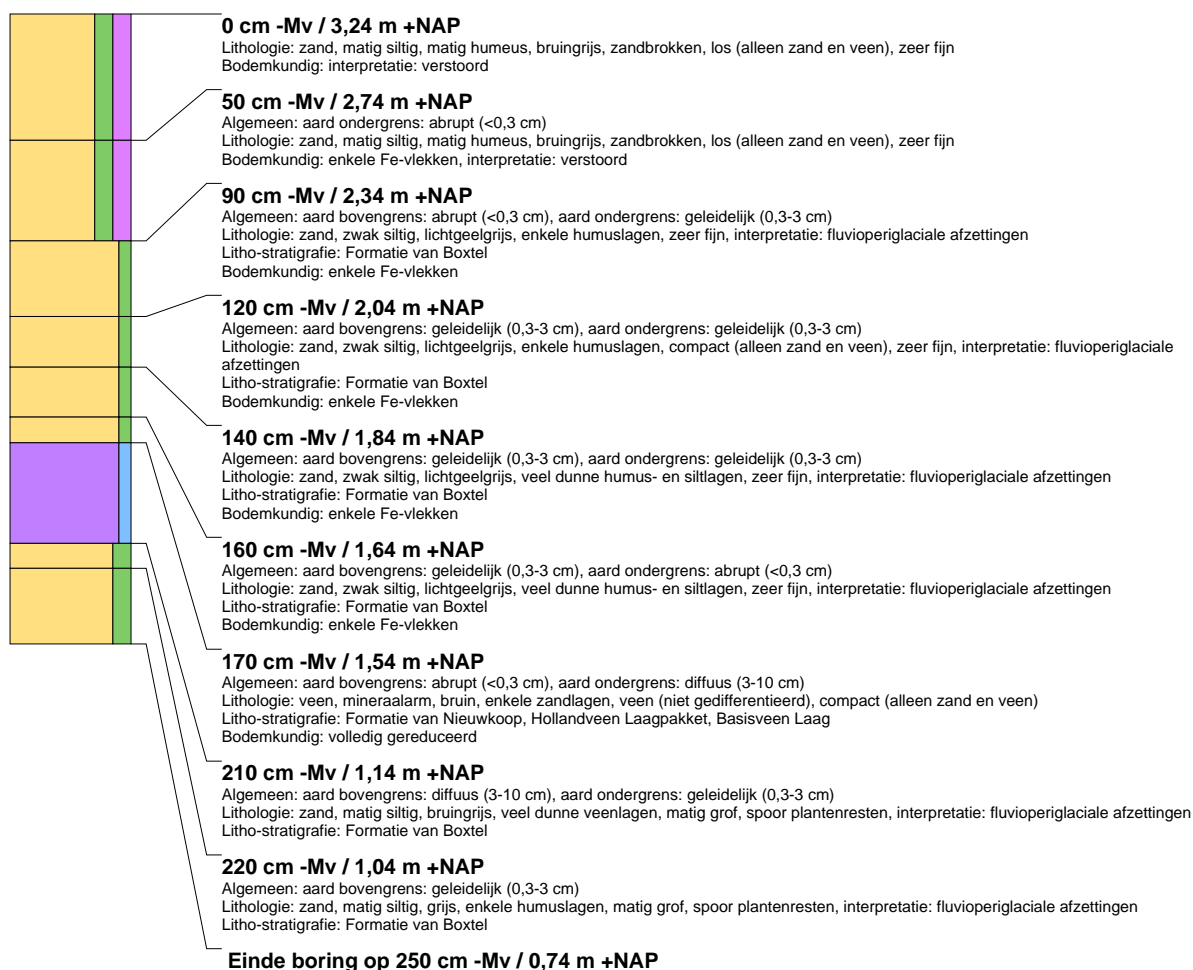 0 cm -Mv / 3,24 m +NAP
Lithologie: zand, matig siltig, matig humeus, bruingrijs, zandbrokken, los (alleen zand en veen), zeer fijn
Bodemkundig: interpretatie: verstoord
50 cm -Mv / 2,74 m +NAP
Algemeen: aard ondergrens: abrupt (<0,3 cm)
Lithologie: zand, matig siltig, matig humeus, bruingrijs, zandbrokken, los (alleen zand en veen), zeer fijn
Bodemkundig: enkele Fe-vlekken, interpretatie: verstoord
90 cm -Mv / 2,34 m +NAP
Algemeen: aard bovengrens: abrupt (<0,3 cm), aard ondergrens: geleidelijk (0,3-3 cm)
Lithologie: zand, zwak siltig, lichtgeelgrijs, enkele humuslagen, zeer fijn, interpretatie: fluvioperiglaciale afzettingen
Litho-stratigrafie: Formatie van Boxtel
Bodemkundig: enkele Fe-vlekken
120 cm -Mv / 2,04 m +NAP
Algemeen: aard bovengrens: geleidelijk (0,3-3 cm), aard ondergrens: geleidelijk (0,3-3 cm)
Lithologie: zand, zwak siltig, lichtgeelgrijs, enkele humuslagen, compact (alleen zand en veen), zeer fijn, interpretatie: fluvioperiglaciale
afzettingen
Litho-stratigrafie: Formatie van Boxtel
Bodemkundig: enkele Fe-vlekken
140 cm -Mv / 1,84 m +NAP
Algemeen: aard bovengrens: geleidelijk (0,3-3 cm), aard ondergrens: geleidelijk (0,3-3 cm)
Lithologie: zand, zwak siltig, lichtgeelgrijs, veel dunne humus- en siltlagen, zeer fijn, interpretatie: fluvioperiglaciale afzettingen
Litho-stratigrafie: Formatie van Boxtel
Bodemkundig: enkele Fe-vlekken
160 cm -Mv / 1,64 m +NAP
Algemeen: aard bovengrens: geleidelijk (0,3-3 cm), aard ondergrens: abrupt (<0,3 cm)
Lithologie: zand, zwak siltig, lichtgeelgrijs, veel dunne humus- en siltlagen, zeer fijn, interpretatie: fluvioperiglaciale afzettingen
Litho-stratigrafie: Formatie van Boxtel
Bodemkundig: enkele Fe-vlekken
170 cm -Mv / 1,54 m +NAP
Algemeen: aard bovengrens: abrupt (<0,3 cm), aard ondergrens: diffuus (3-10 cm)
Lithologie: veen, mineraalarm, bruin, enkele zandlagen, veen (niet gedifferentieerd), compact (alleen zand en veen)
Litho-stratigrafie: Formatie van Nieuwkoop, Hollandveen Laagpakket, Basisveen Laag
Bodemkundig: volledig gereduceerd
210 cm -Mv / 1,14 m +NAP
Algemeen: aard bovengrens: diffuus (3-10 cm), aard ondergrens: geleidelijk (0,3-3 cm)
Lithologie: zand, matig siltig, bruingrijs, veel dunne veenlagen, matig grof, spoor plantenresten, interpretatie: fluvioperiglaciale afzettingen
Litho-stratigrafie: Formatie van Boxtel
220 cm -Mv / 1,04 m +NAP
Algemeen: aard bovengrens: geleidelijk (0,3-3 cm)
Lithologie: zand, matig siltig, grijs, enkele humuslagen, matig grof, spoor plantenresten, interpretatie: fluvioperiglaciale afzettingen
Litho-stratigrafie: Formatie van Boxtel
Einde boring op 250 cm -Mv / 0,74 m +NAP